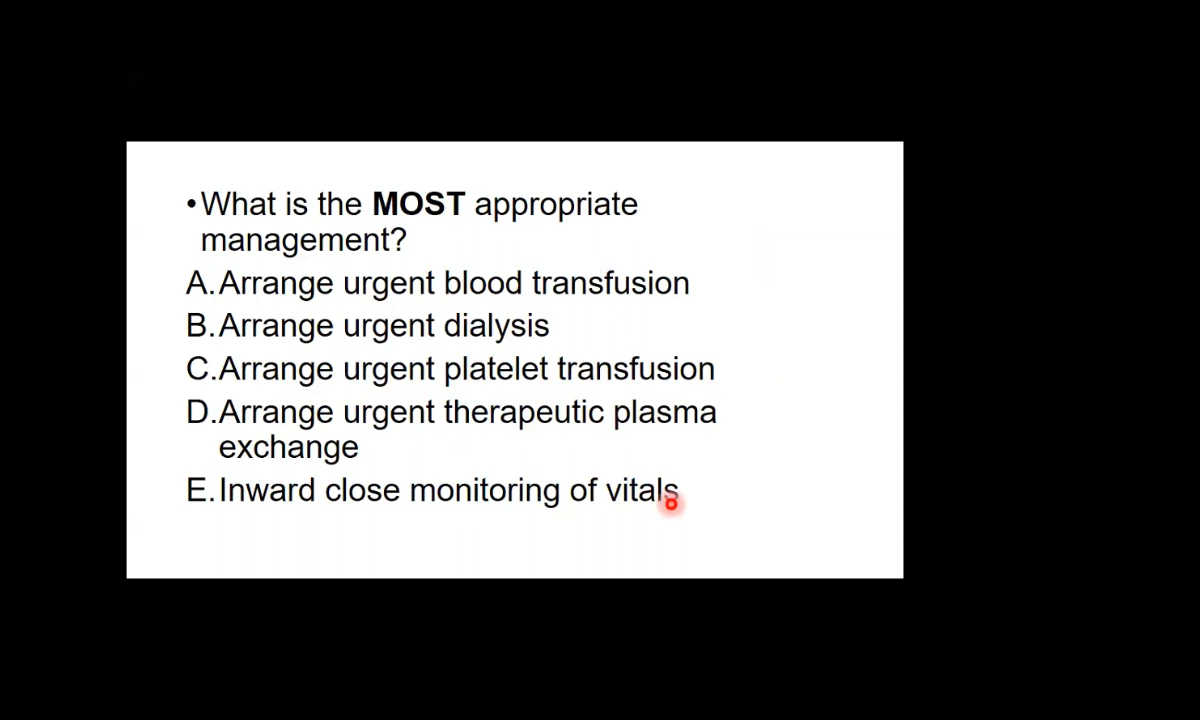 •What is the MOST appropriate
management?
A.Arrange urgent blood transfusion
B.Arrange urgent dialysis
C.Arrange urgent platelet transfusion
D.Arrange urgent therapeutic plasma
exchange
E.Inward close monitoring of vitals